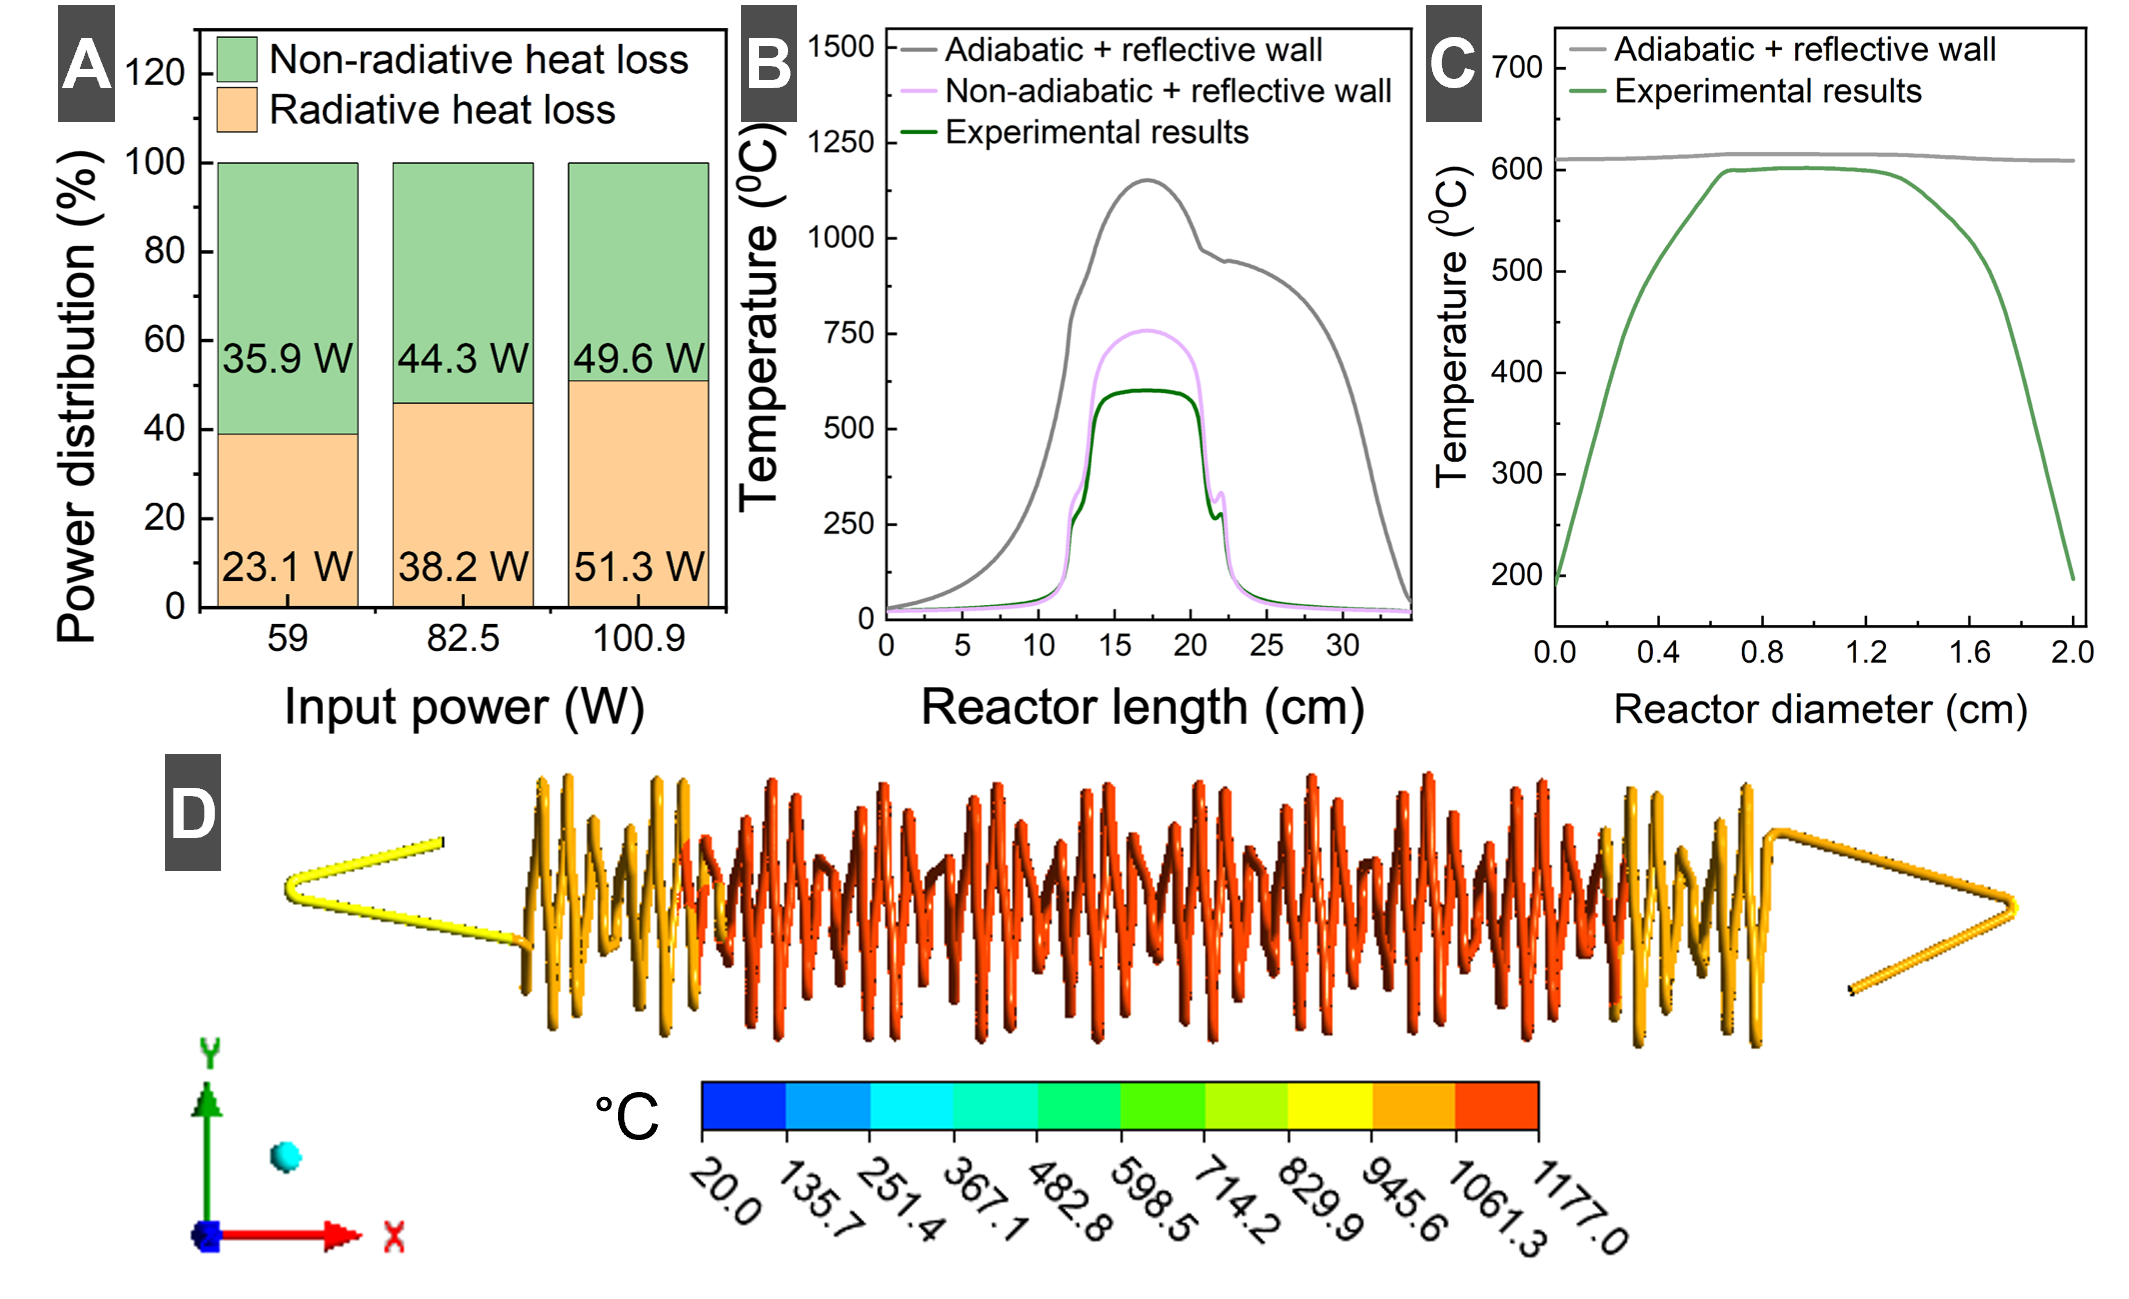 A
Non-radiative heat loss
Radiative heat loss
Power distribution (%)
120
100
80
60
40
20
0
35.9 W
44.3 W
49.6 W
23.1 W
38.2 W
51.3 W
59
82.5
100.9
Input power (W)
B
Adiabatic + reflective wall
Non-adiabatic + reflective wall
Experimental results
Temperature (⁰C)
1500
1250
1000
750
500
250
0
0
5
10
15
20
25
30
Reactor length (cm)
C
Adiabatic + reflective wall
Experimental results
Temperature (⁰C)
700
600
500
400
300
200
0.0
0.4
0.8
1.2
1.6
2.0
Reactor diameter (cm)
D
Y
X
°C
20.0
135.7
251.4
367.1
482.8
598.5
714.2
829.9
945.6
1061.3
1177.0